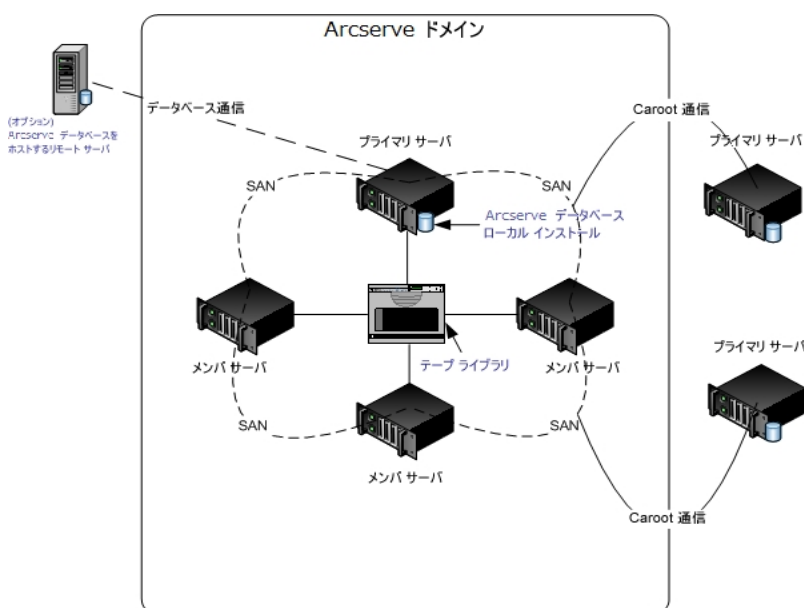 Arcserve ドメイン
(オプション)
Arcserve データベースを
ホストするリモート サーバ
データベース通信
Caroot 通信
プライマリ サーバ
プライマリ サーバ
SAN
SAN
Arcserve データベース
ローカル インストール
メンバ サーバ
テープ ライブラリ
メンバ サーバ
プライマリ サーバ
SAN
SAN
メンバ サーバ
Caroot 通信